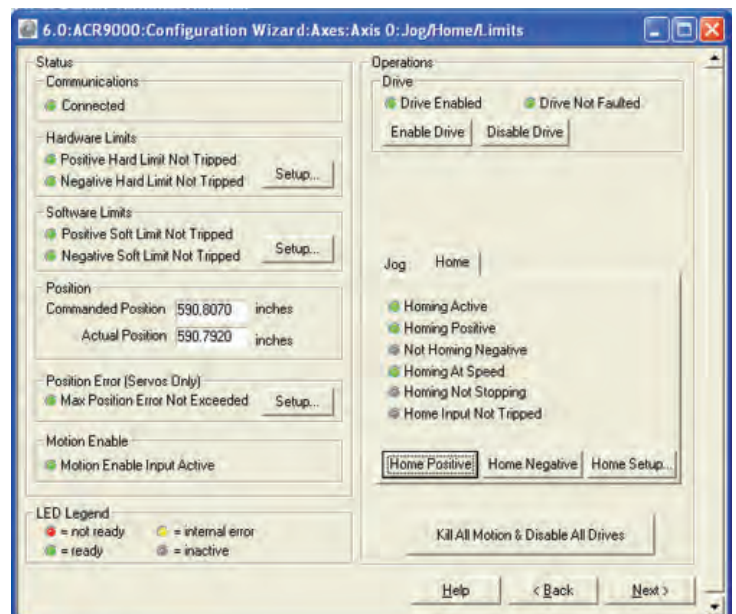 6.0:ACR9000:Configuration Wizard:Axes:Axis 0:Jog/Home/Limits
Status
Communications
Connected
Hardware Limits
Positive Hard Limit Not Tripped
Negative Hard Limit Not Tripped
Setup...
Software Limits
Positive Soft Limit Not Tripped
Negative Soft Limit Not Tripped
Setup...
Position
Commanded Position 590.8070 inches
Actual Position 590.7920 inches
Position Error (Servos Only)
Max Position Error Not Exceeded Setup...
Motion Enable
Motion Enable Input Active
LED Legend
= not ready = internal error
= ready = inactive
Operations
Drive
Drive Enabled Drive Not Faulted
Enable Drive Disable Drive
Jog Home
Homing Active
Homing Positive
Not Homing Negative
Homing At Speed
Homing Not Stopping
Home Input Not Tripped
Home Positive Home Negative Home Setup...
Kill All Motion & Disable All Drives
Help < Back Next >